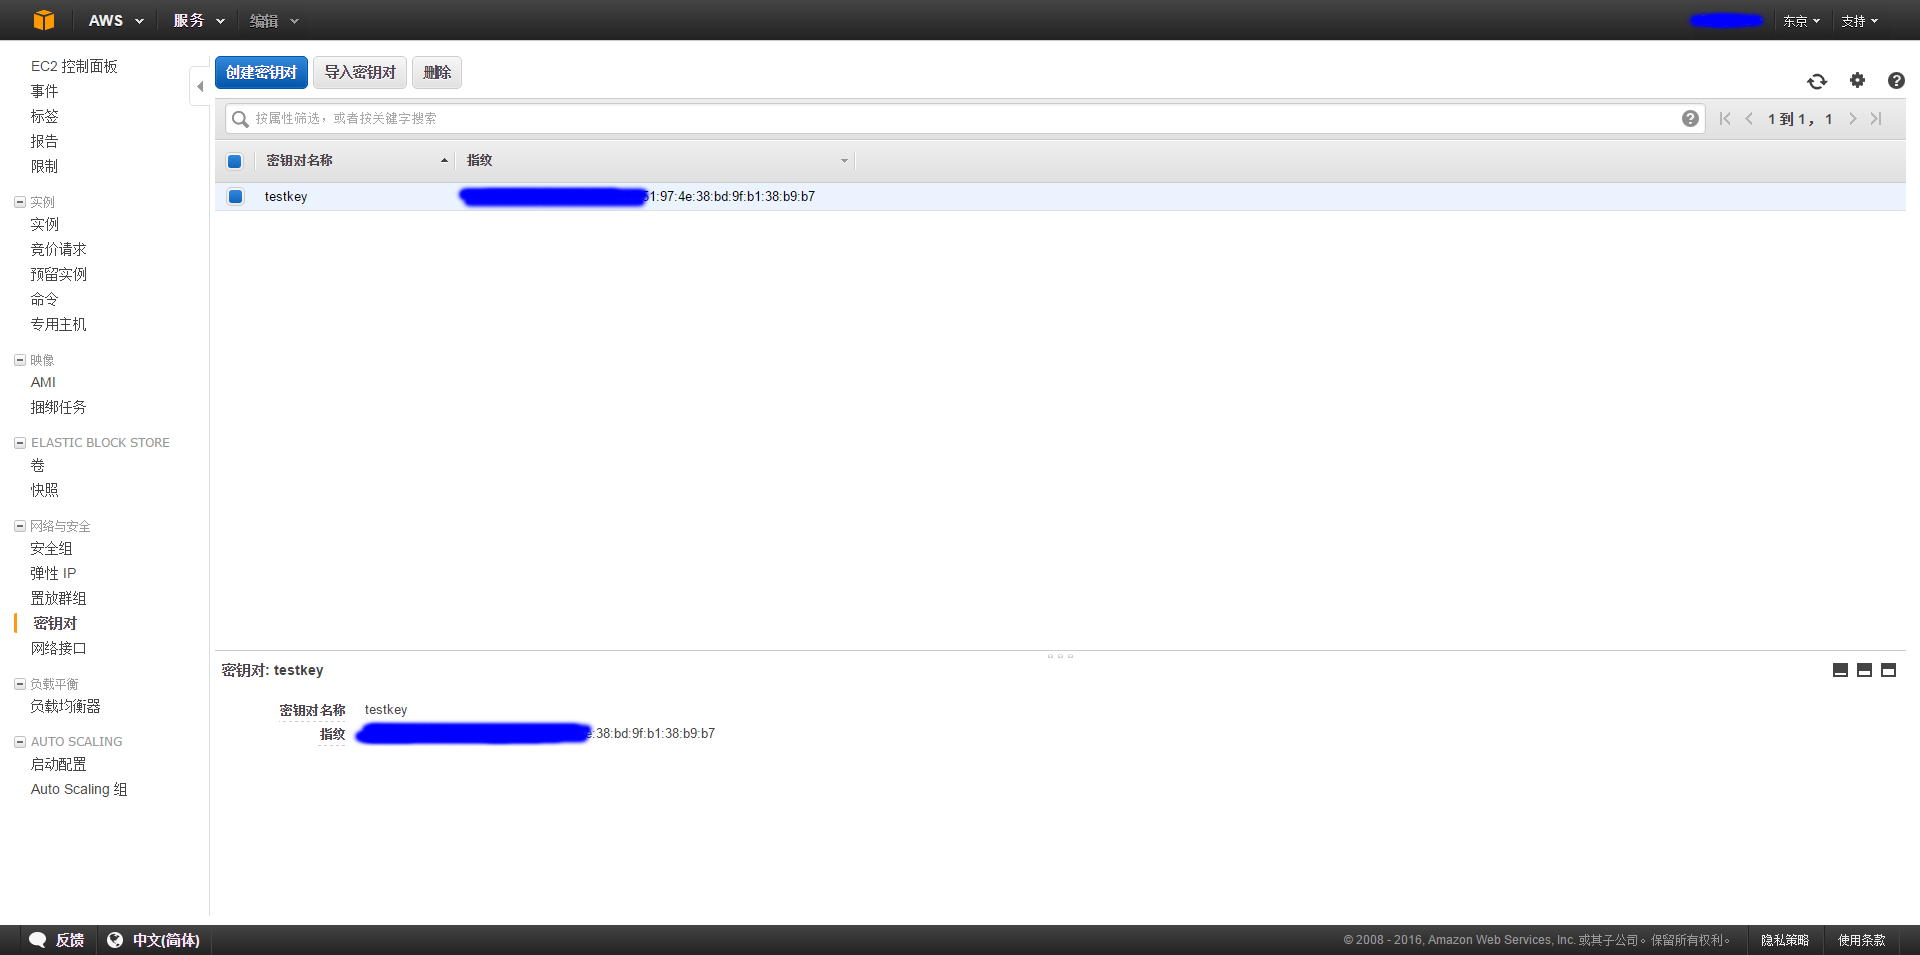 AWS 服务 编辑 东京 支持
EC2 控制面板
事件
标签
报告
限制
实例
实例
竞价请求
预留实例
命令
专用主机
映像
AMI
捆绑任务
ELASTIC BLOCK STORE
卷
快照
网络与安全
安全组
弹性 IP
置放群组
密钥对
网络接口
负载平衡
负载均衡器
AUTO SCALING
启动配置
Auto Scaling 组
创建密钥对 导入密钥对 删除
按属性筛选，或者按关键字搜索
1 到 1， 1
密钥对名称 指纹
testkey :97:4e:38:bd:9f:b1:38:b9:b7
密钥对: testkey
密钥对名称 testkey
指纹 :38:bd:9f:b1:38:b9:b7
反馈 中文(简体) © 2008 - 2016, Amazon Web Services, Inc. 或其子公司。保留所有权利。 隐私策略 使用条款